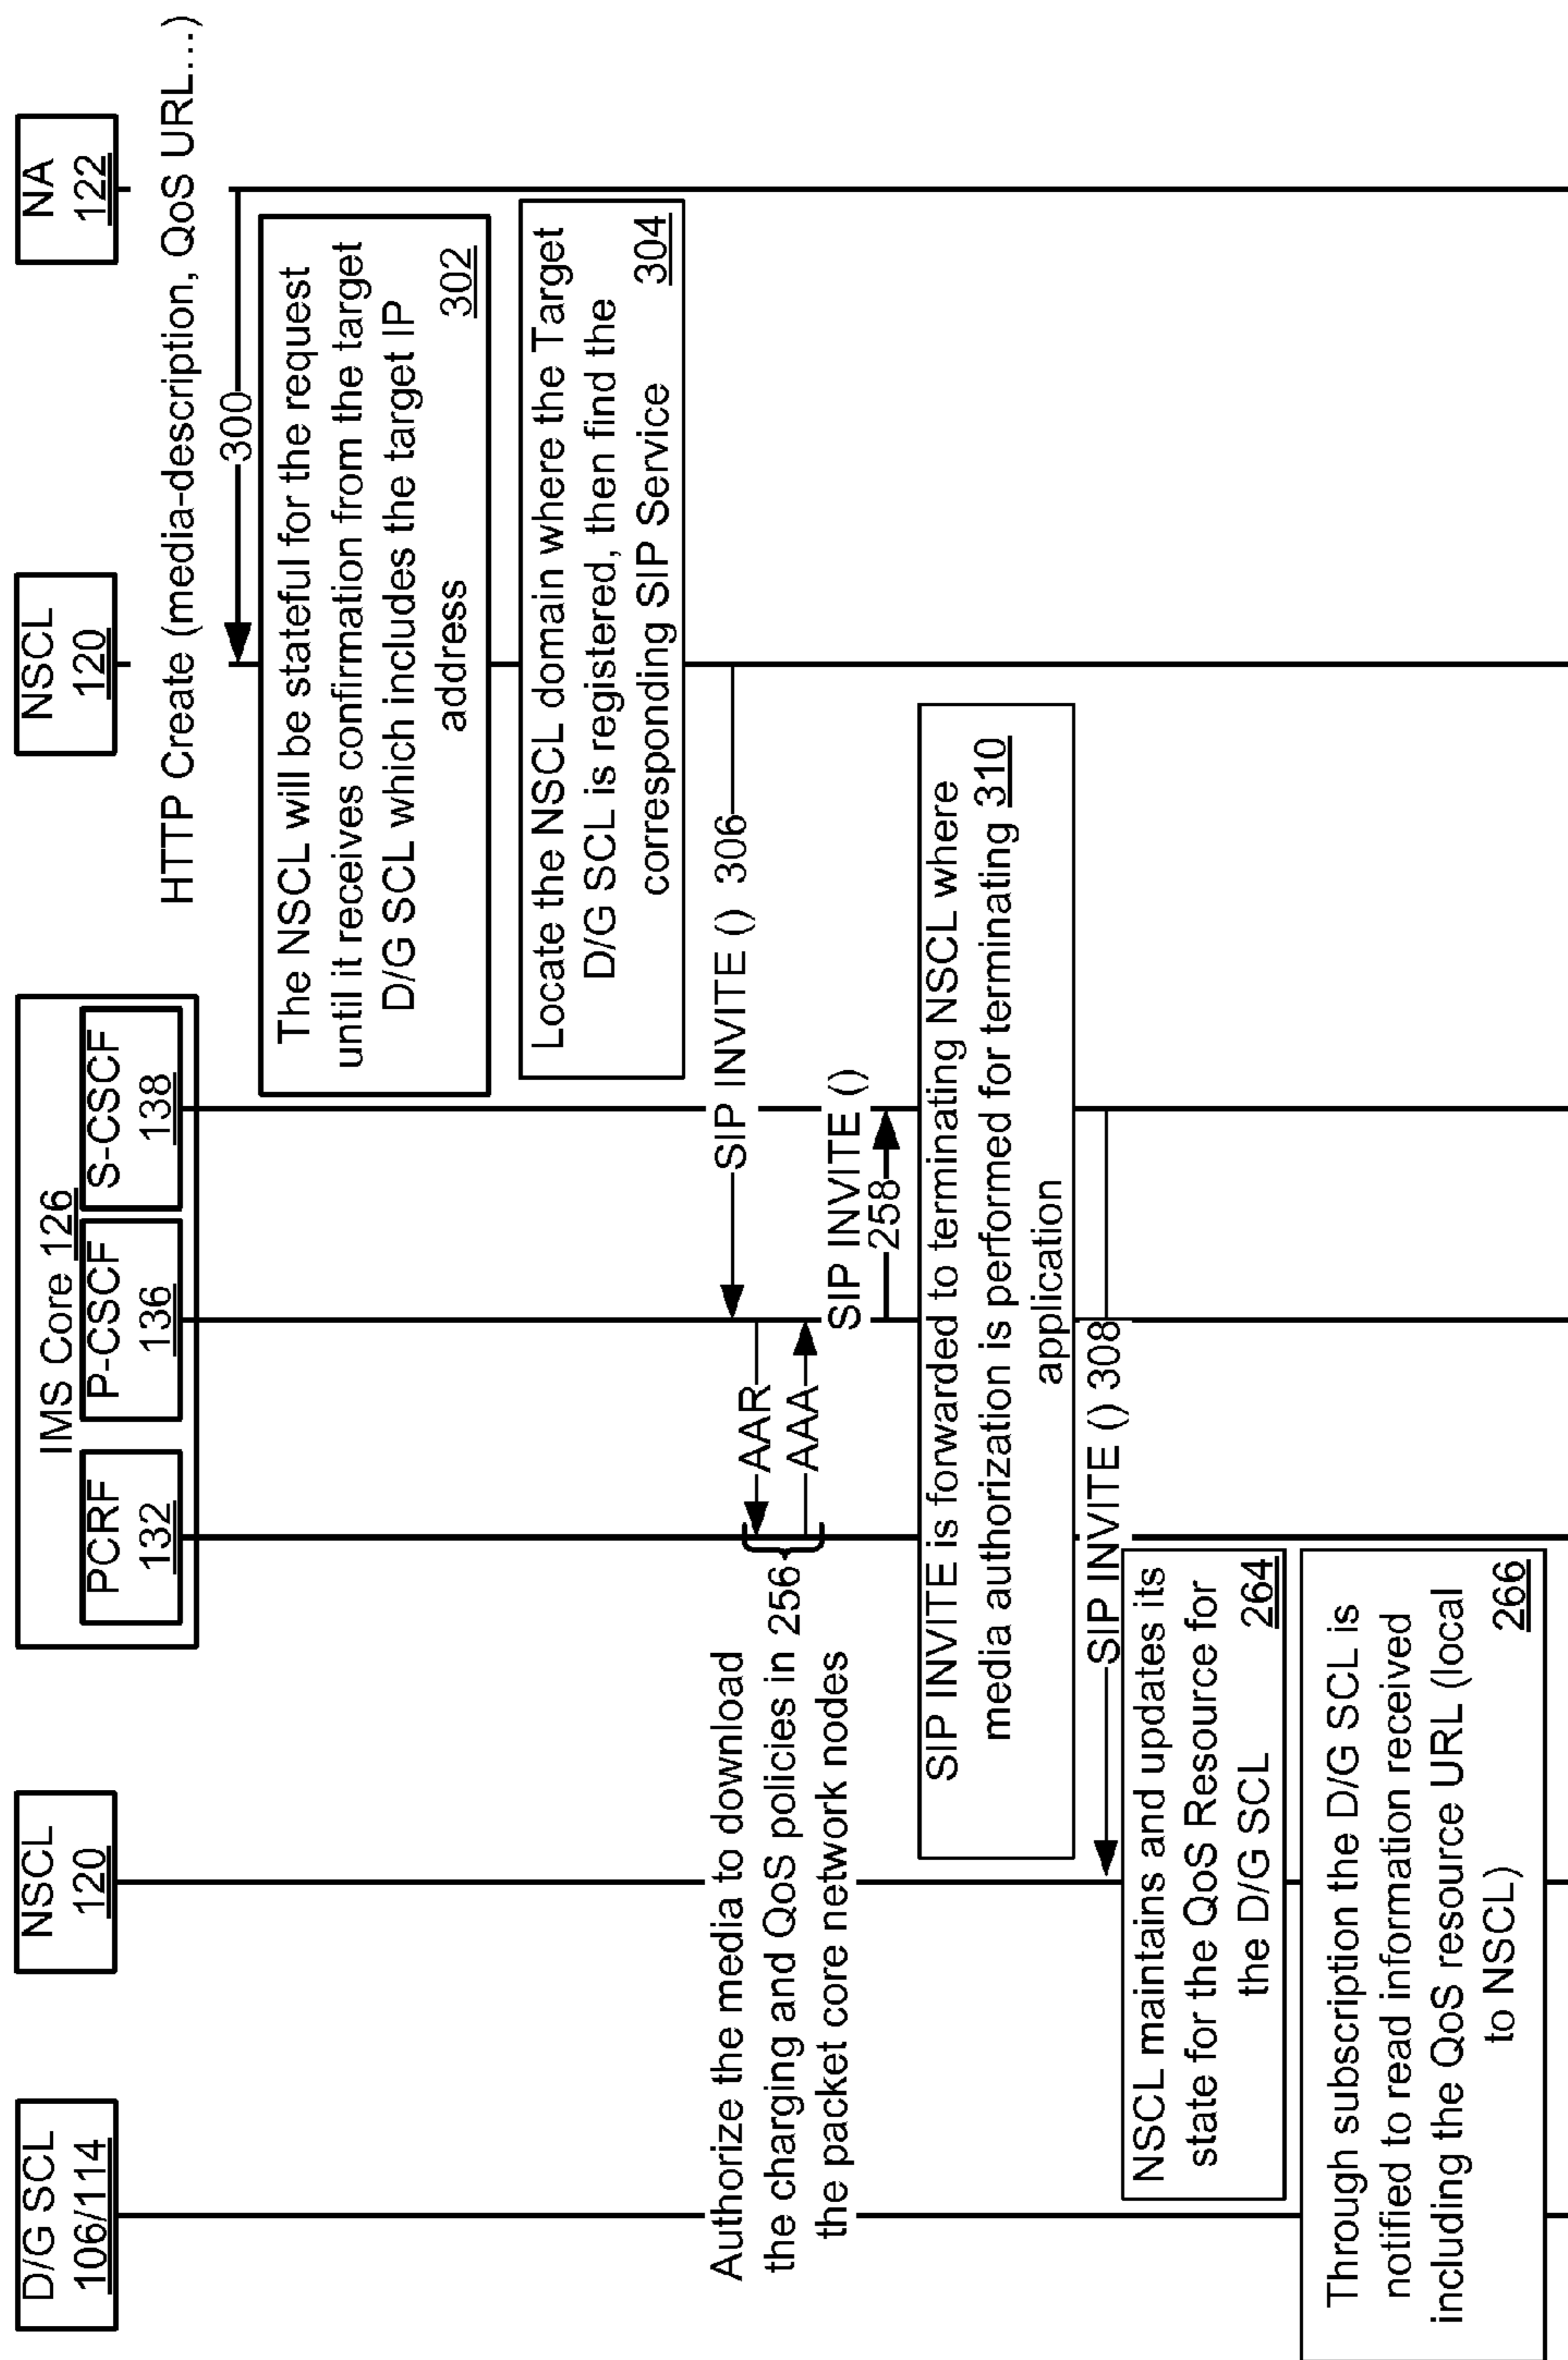 D/G SCL
106/114
NSCL
120
IMS Core 126
PCRF
132
P-CSCF
136
S-CSCF
138
NSCL
120
NA
122
HTTP Create (media-description, QoS URL...)
300
The NSCL will be stateful for the request
until it receives confirmation from the target
D/G SCL which includes the target IP
address
302
Locate the NSCL domain where the Target
D/G SCL is registered, then find the
corresponding SIP Service
304
SIP INVITE () 306
AAR
AAA
Authorize the media to download
the charging and QoS policies in
the packet core network nodes
256
SIP INVITE ()
258
SIP INVITE is forwarded to terminating NSCL where
media authorization is performed for terminating
application
310
SIP INVITE () 308
NSCL maintains and updates its
state for the QoS Resource for
the D/G SCL
264
Through subscription the D/G SCL is
notified to read information received
including the QoS resource URL (local
to NSCL)
266